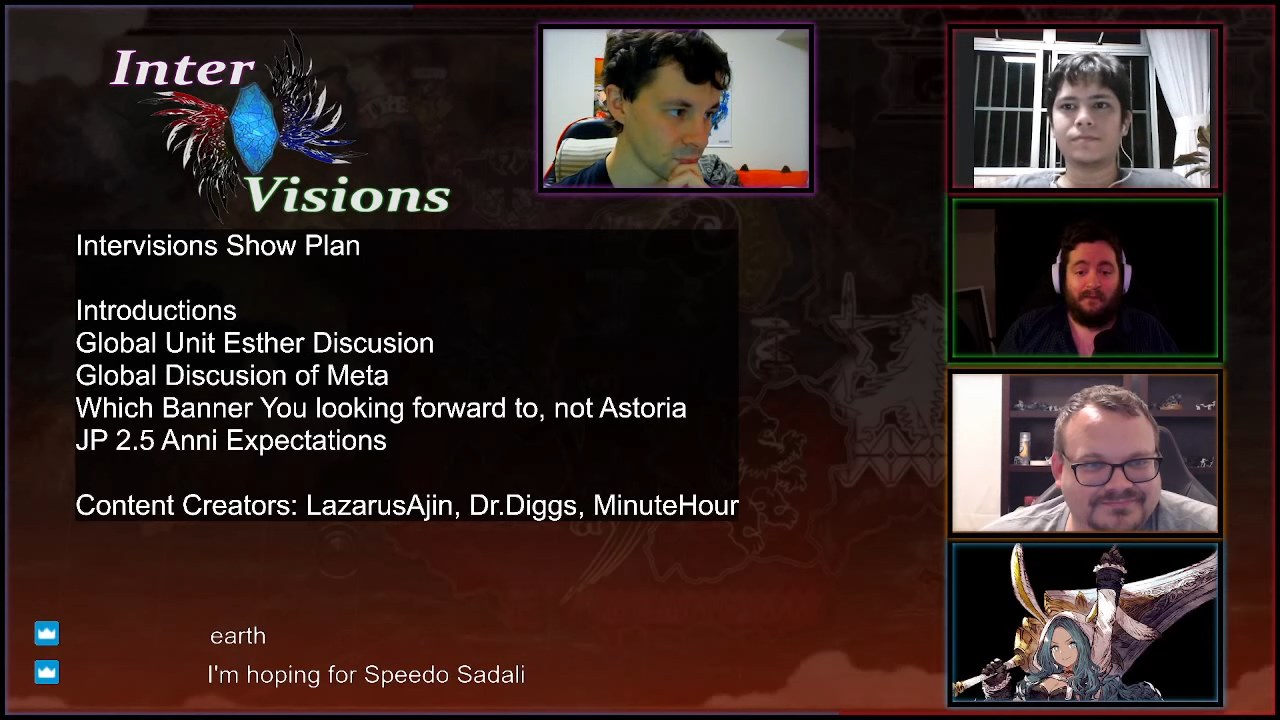 Inter
Visions
Intervisions Show Plan
Introductions
Global Unit Esther Discusion
Global Discusion of Meta
Which Banner You looking forward to, not Astoria
JP 2.5 Anni Expectations
Content Creators: LazarusAjin, Dr.Diggs, MinuteHour
earth
I'm hoping for Speedo Sadali